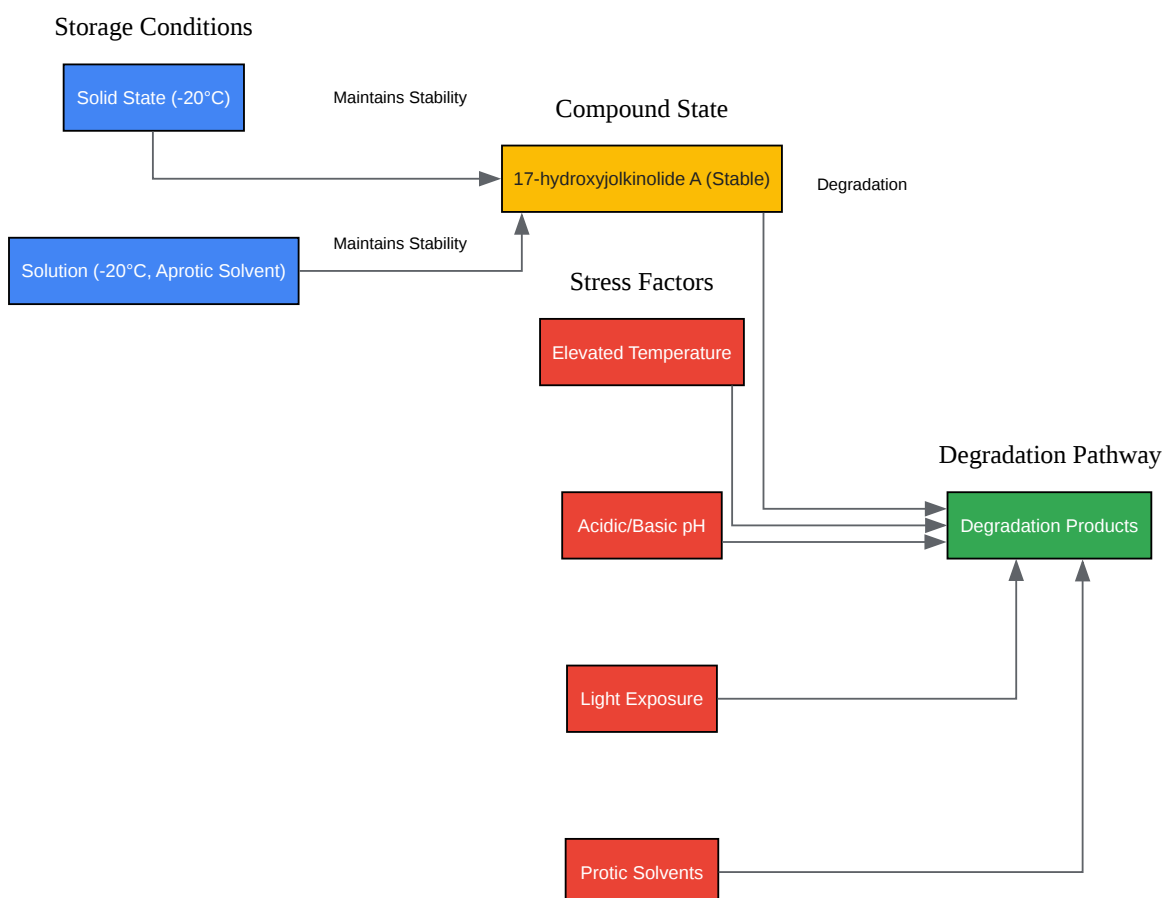 Storage Conditions
Solid State (-20°C)
Maintains Stability
Compound State
17-hydroxyjolkinolide A (Stable)
Degradation
Solution (-20°C, Aprotic Solvent)
Maintains Stability
Stress Factors
Elevated Temperature
Acidic/Basic pH
Degradation Pathway
Degradation Products
Light Exposure
Protic Solvents